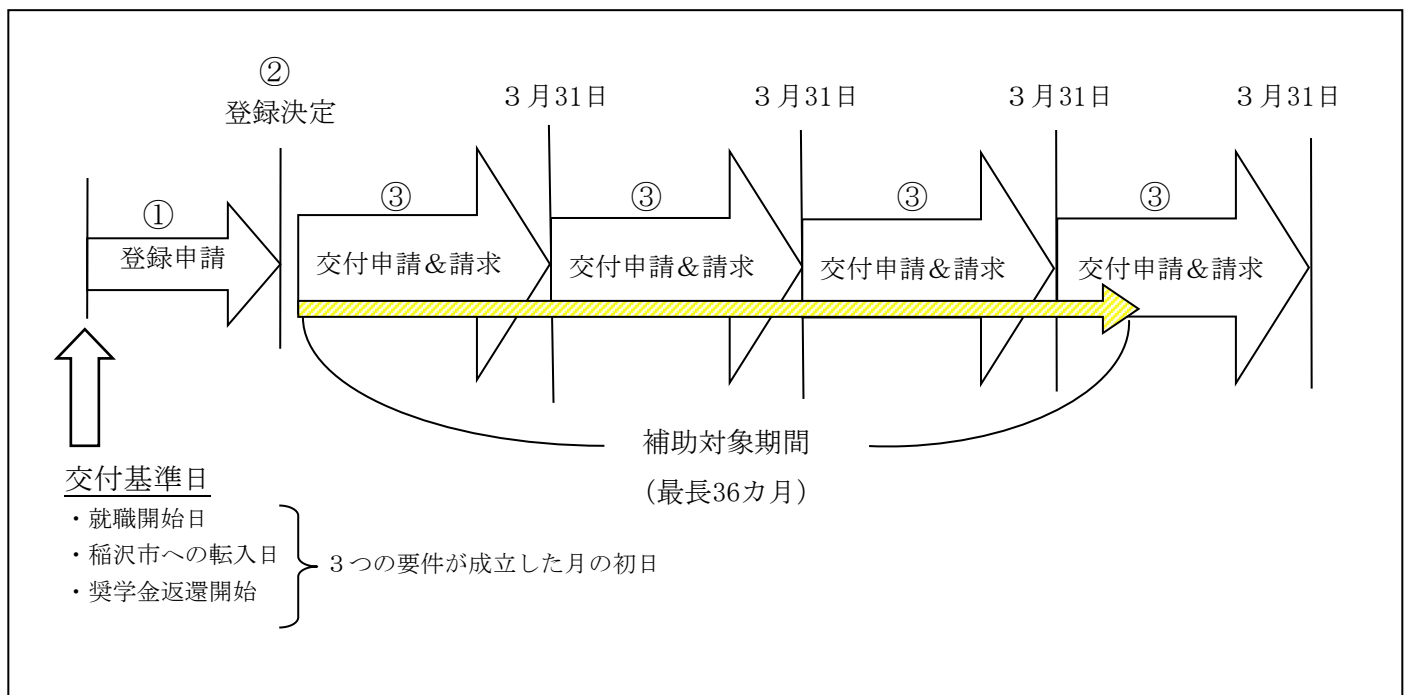 ②
登録決定
３月31日
３月31日
３月31日
３月31日
①
登録申請
③
交付申請＆請求
③
交付申請＆請求
③
交付申請＆請求
③
交付申請＆請求
補助対象期間
（最長36カ月）
交付基準日
・就職開始日
・稲沢市への転入日
・奨学金返還開始
３つの要件が成立した月の初日